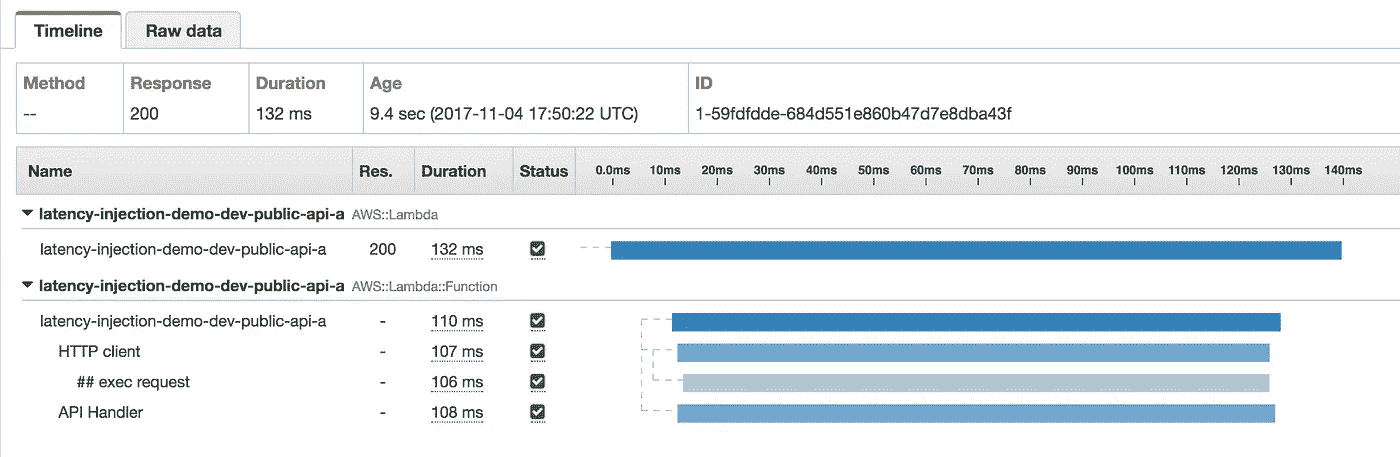 Timeline Raw data
Method Response Duration Age ID
-- 200 132 ms 9.4 sec (2017-11-04 17:50:22 UTC) 1-59fdfdde-684d551e860b47d7e8dba43f
Name Res. Duration Status 0.0ms 10ms 20ms 30ms 40ms 50ms 60ms 70ms 80ms 90ms 100ms 110ms 120ms 130ms 140ms
latency-injection-demo-dev-public-api-a AWS::Lambda
latency-injection-demo-dev-public-api-a 200 132 ms
latency-injection-demo-dev-public-api-a AWS::Lambda::Function
latency-injection-demo-dev-public-api-a - 110 ms
HTTP client - 107 ms
## exec request - 106 ms
API Handler - 108 ms